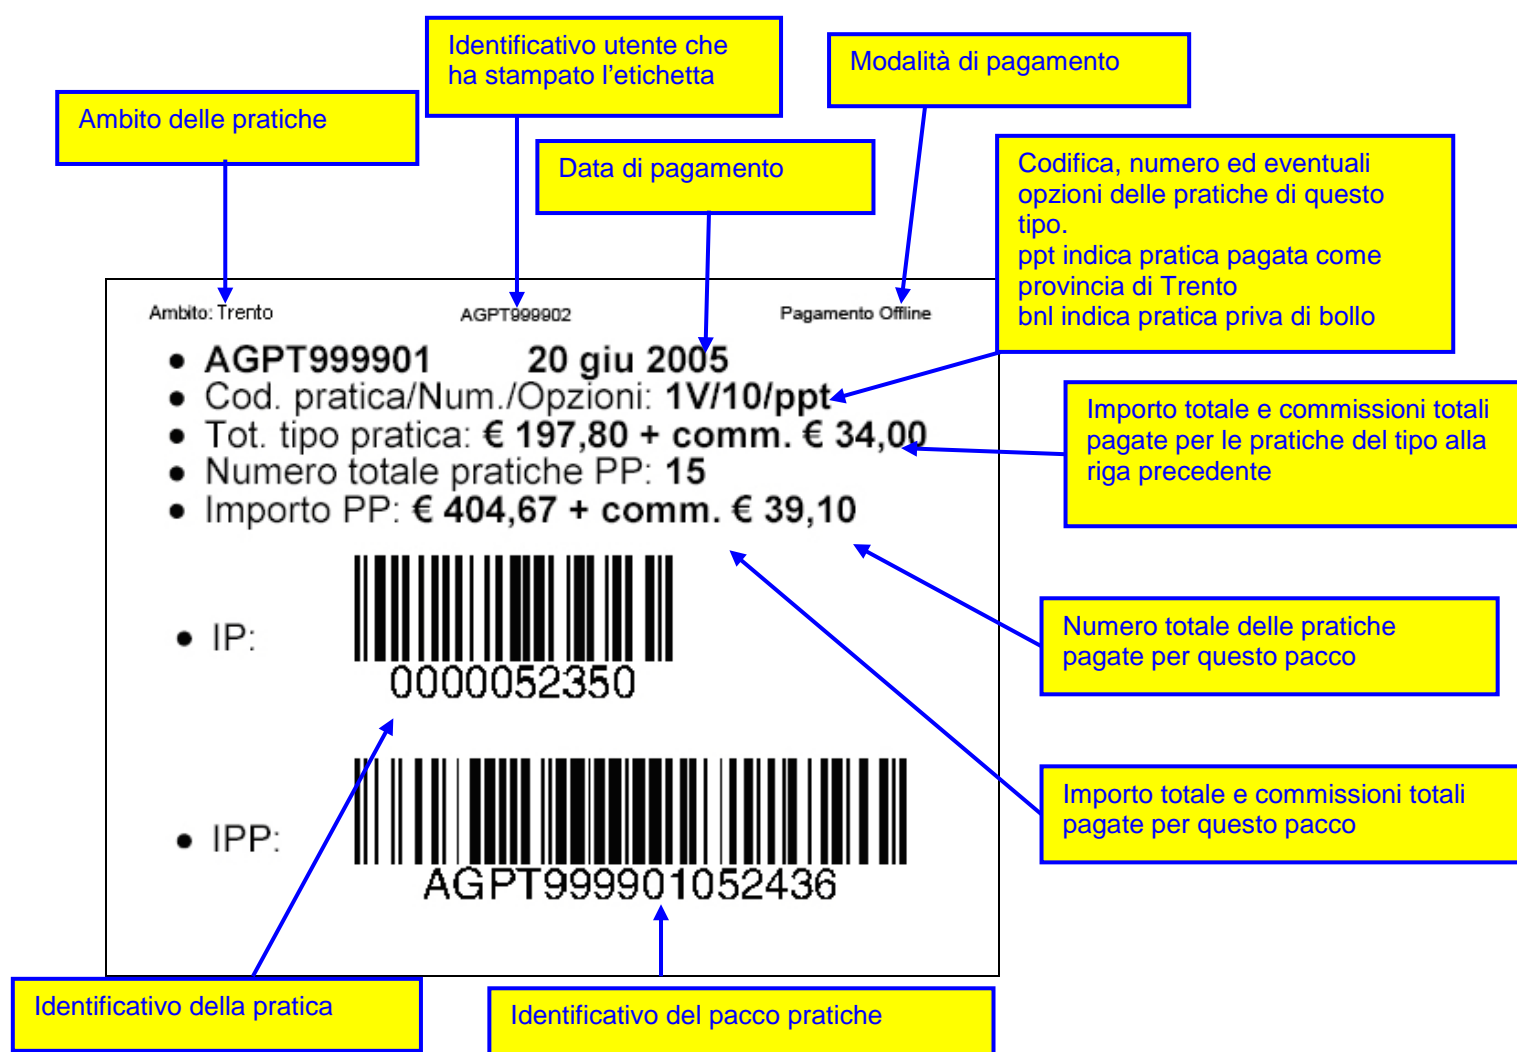 Identificativo utente che
ha stampato l'etichetta
Modalità di pagamento
Ambito delle pratiche
Data di pagamento
Codifica, numero ed eventuali
opzioni delle pratiche di questo
tipo.
ppt indica pratica pagata come
provincia di Trento
bnl indica pratica priva di bollo
Ambito: Trento AGPT999902 Pagamento Offline
• AGPT999901 20 giu 2005
• Cod. pratica/Num./Opzioni: 1V/10/ppt
• Tot. tipo pratica: € 197,80 + comm. € 34,00
• Numero totale pratiche PP: 15
• Importo PP: € 404,67 + comm. € 39,10
Importo totale e commissioni totali
pagate per le pratiche del tipo alla
riga precedente
• IP:
0000052350
Numero totale delle pratiche
pagate per questo pacco
Importo totale e commissioni totali
pagate per questo pacco
• IPP:
AGPT999901052436
Identificativo della pratica
Identificativo del pacco pratiche